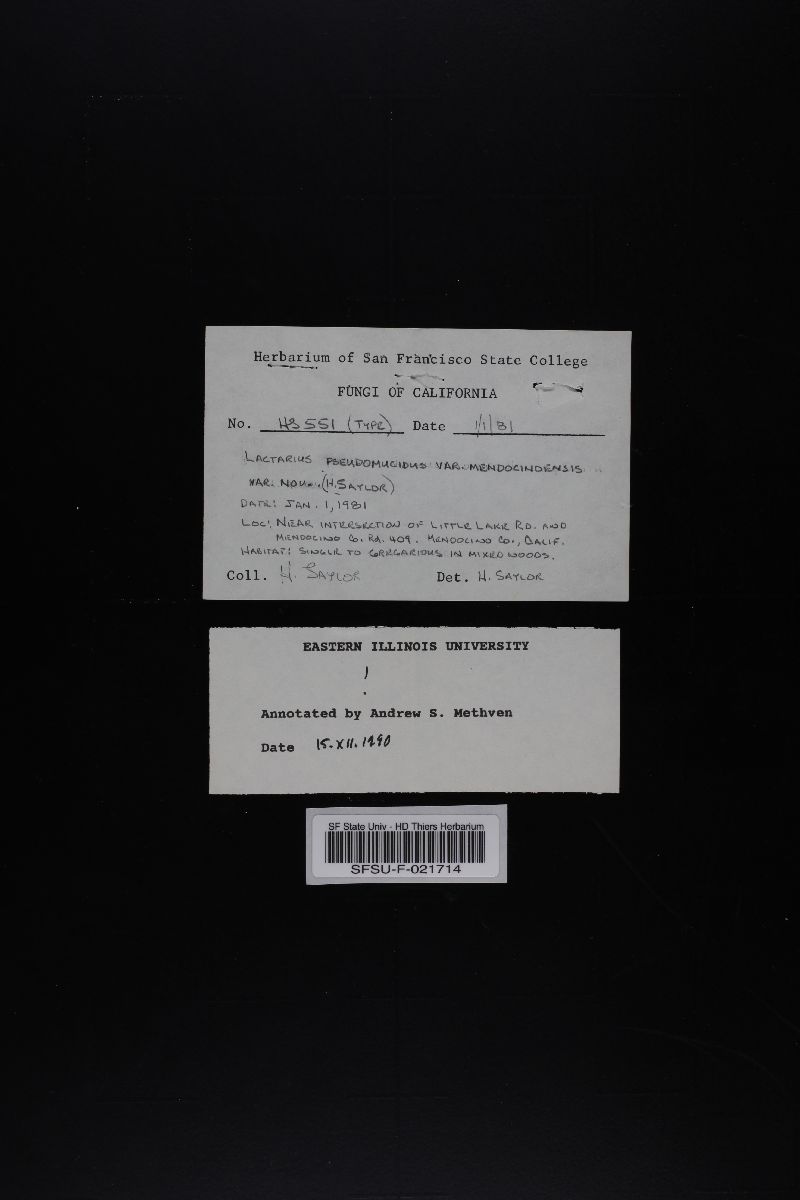 Herbarium of San Francisco State College
FUNGI OF CALIFORNIA
No. HS 551 (TYPE) Date 1/1/81
LACTARIUS PSEUDOMUCIDUS VAR. MENDOCINOENSIS
VAR. NOV. (H. SAYLOR)
DATE: JAN. 1, 1981
LOC: NEAR INTERSECTION OF LITTLE LAKE RD. AND
MENDOCINO CO. RD. 409. MENDOCINO CO., CALIF.
HABITAT: SINGLE TO GREGARIOUS IN MIXED WOODS.
Coll. H. SAYLOR Det. H. SAYLOR
EASTERN ILLINOIS UNIVERSITY
!
Annotated by Andrew S. Methven
Date 15.XII.1990
SF State Univ - HD Thiers Herbarium
SFSU-F-021714